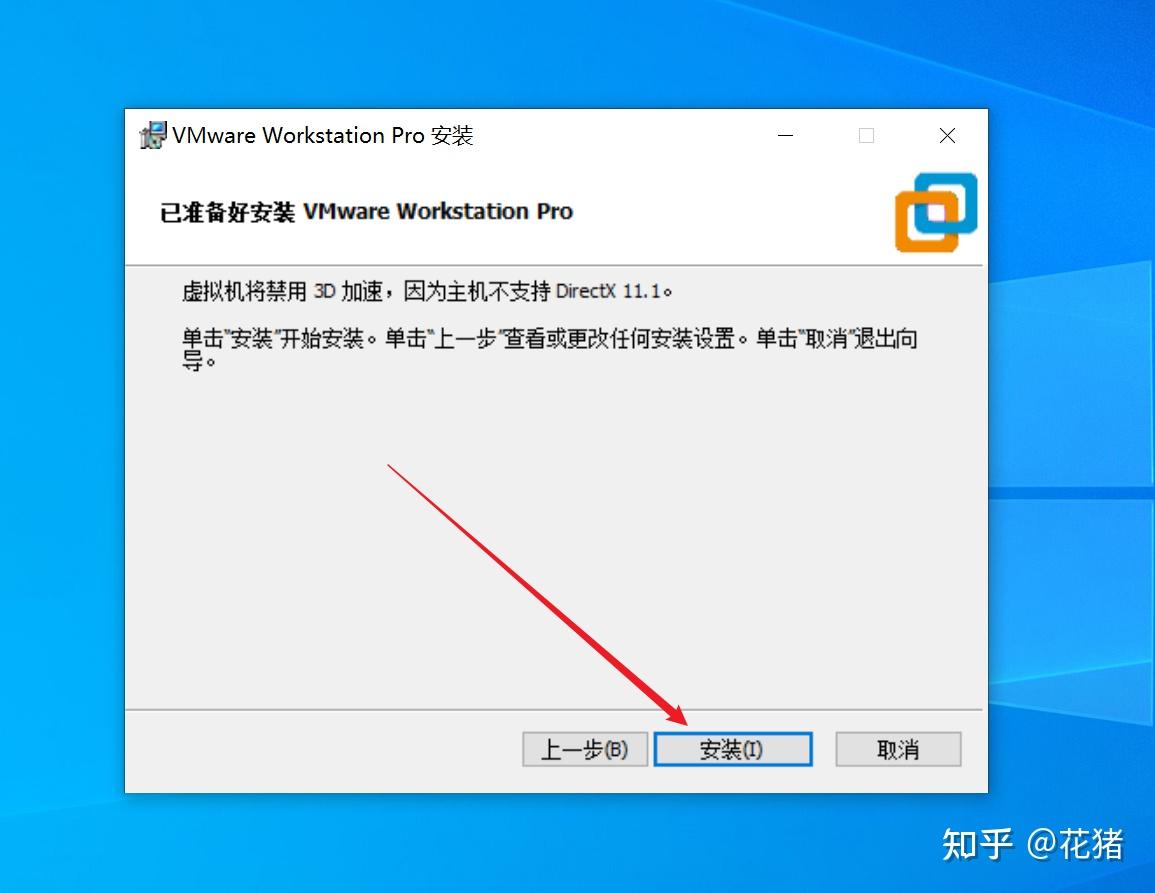 VMware Workstation Pro 安装
已准备好安装 VMware Workstation Pro
虚拟机将禁用 3D 加速，因为主机不支持 DirectX 11.1。
单击"安装"开始安装。单击"上一步"查看或更改任何安装设置。单击"取消"退出向
导。
上一步(B)
安装(I)
取消
知乎 @花猪